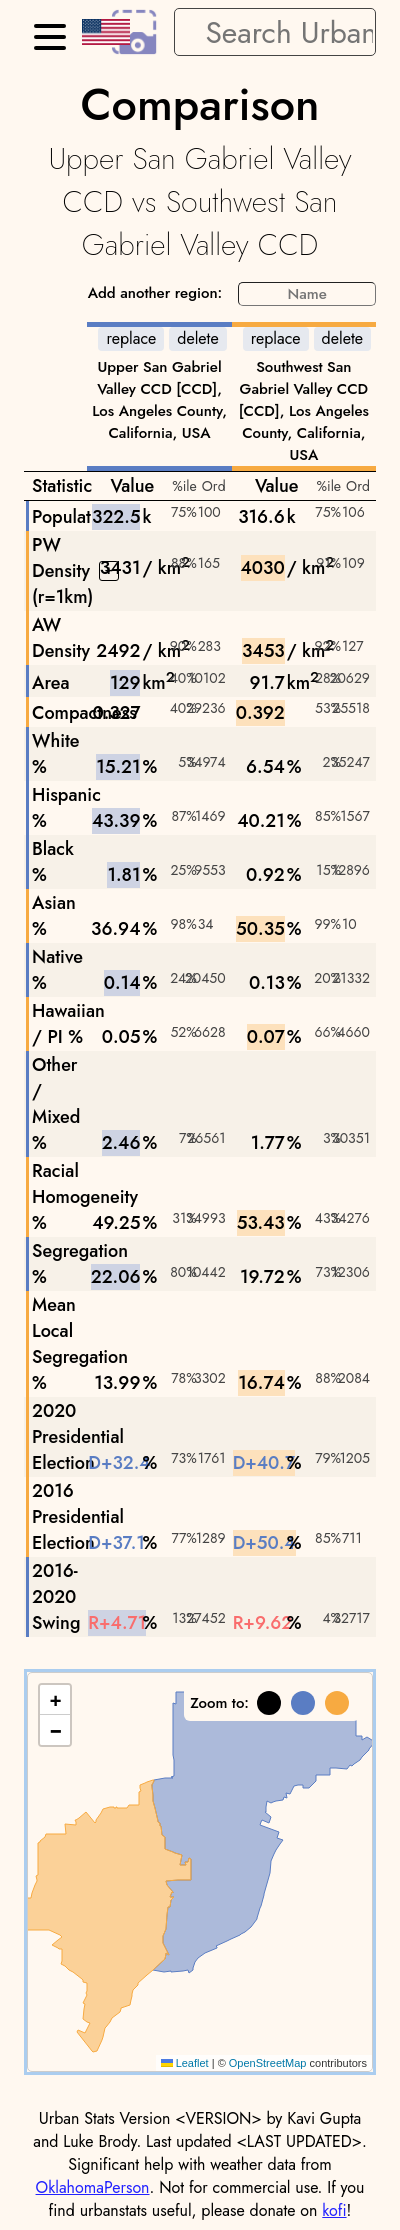 Search Urban
Comparison
Upper San Gabriel Valley
CCD vs Southwest San
Gabriel Valley CCD
Add another region: Name
replace delete replace delete
Upper San Gabriel
Valley CCD [CCD],
Los Angeles County,
California, USA
Southwest San
Gabriel Valley CCD
[CCD], Los Angeles
County, California,
USA
Statistic Value %ile Ord Value %ile Ord
322.5 k 75% 100 316.6 k 75% 106
PW
Density 3431 / km² 88% 165 4030 / km² 91% 109
(r=1km)
AW
Density 2492 / km² 90% 283 3453 / km² 92% 127
Area 129 km² 40% 10102 91.7 km² 28% 20629
Compactness 0.327 40% 29236 0.392 53% 25518
White
% 15.21 % 5% 34974 6.54 % 2% 35247
Hispanic
% 43.39 % 87% 1469 40.21 % 85% 1567
Black
% 1.81 % 25% 9553 0.92 % 15% 12896
Asian
% 36.94 % 98% 34 50.35 % 99% 10
Native
% 0.14 % 24% 20450 0.13 % 20% 21332
Hawaiian
/ PI % 0.05 % 52% 6628 0.07 % 66% 4660
Other
/
Mixed
% 2.46 % 7% 26561 1.77 % 3% 30351
Racial
Homogeneity
% 49.25 % 31% 34993 53.43 % 43% 34276
Segregation
% 22.06 % 80% 10442 19.72 % 73% 12306
Mean
Local
Segregation
% 13.99 % 78% 3302 16.74 % 88% 2084
2020
Presidential
Election % 73% 1761 % 79% 1205
2016
Presidential
Election D+37.1 % 77% 1289 % 85% 711
2016-
2020
Swing R+4.71 % 13% 27452 R+9.62 % 4% 32717
+
−
Zoom to:
Leaflet | © OpenStreetMap contributors
Urban Stats Version <VERSION> by Kavi Gupta
and Luke Brody. Last updated <LAST UPDATED>.
Significant help with weather data from
OklahomaPerson. Not for commercial use. If you
find urbanstats useful, please donate on kofi!